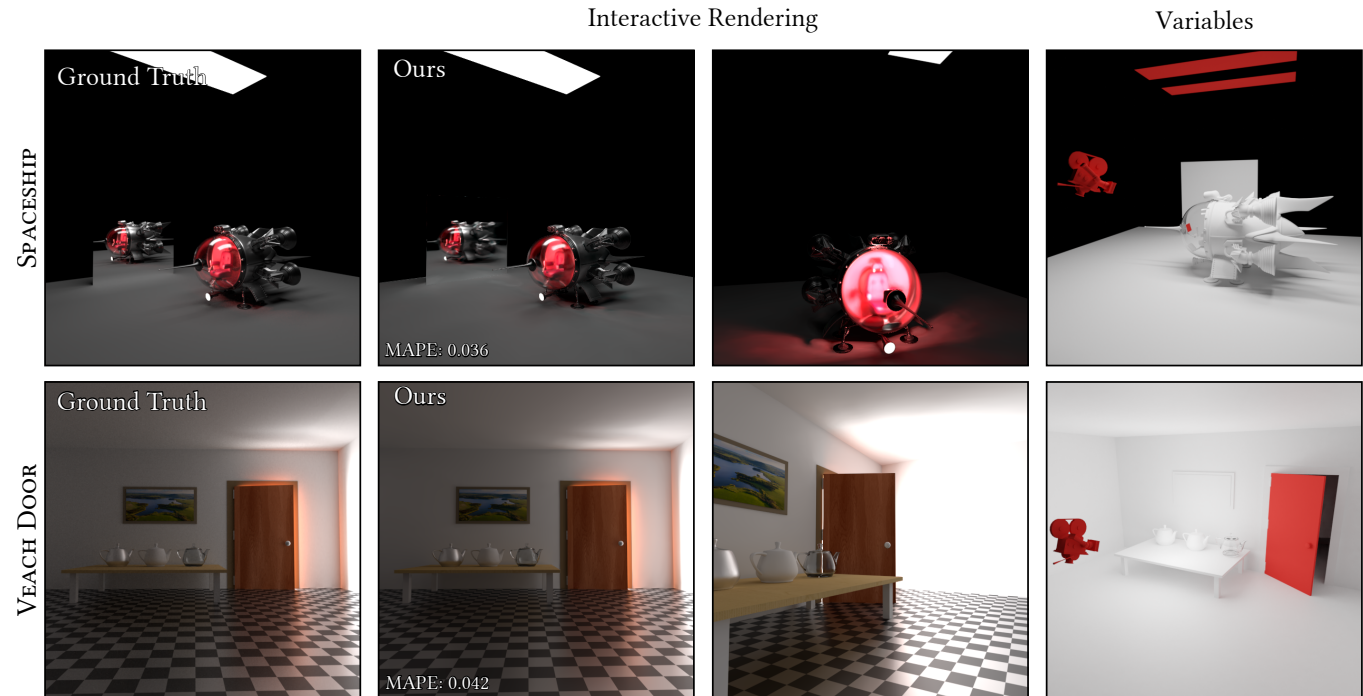 Interactive Rendering
Variables
SPACESHIP
Ground Truth
Ours
MAPE: 0.036
VEACH DOOR
Ground Truth
Ours
MAPE: 0.042